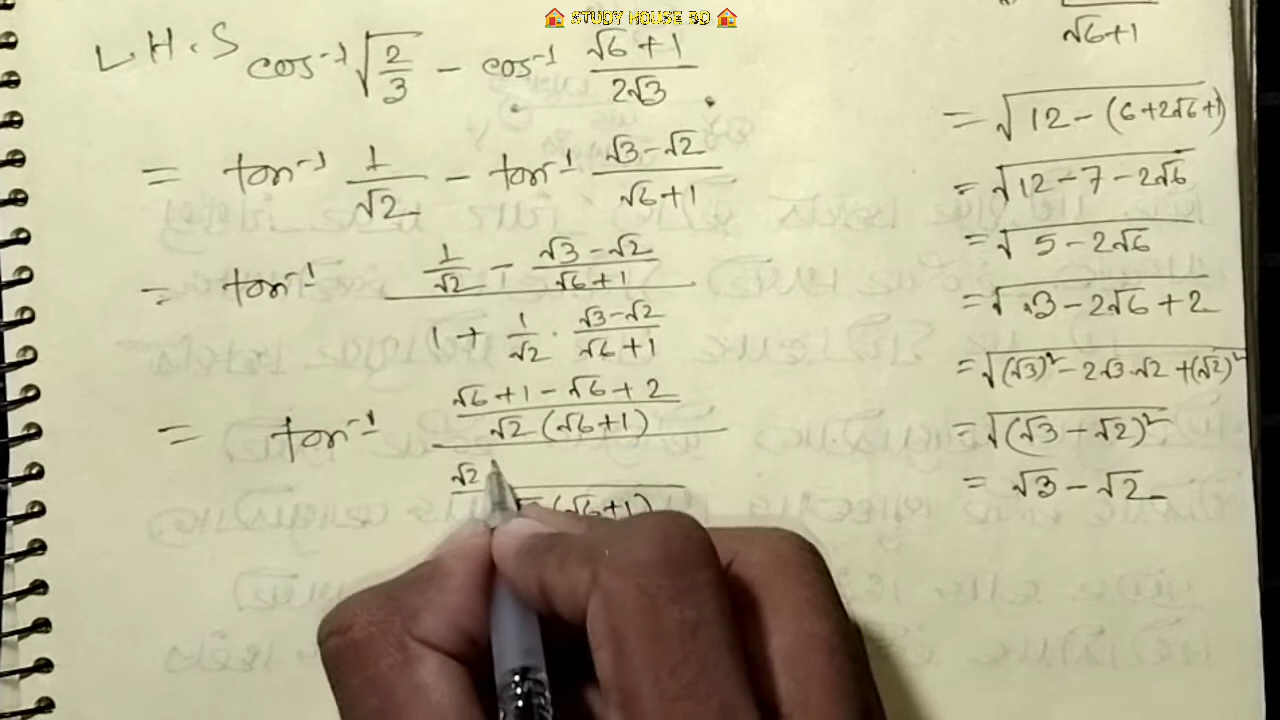 🏠 STUDY HOUSE BD 🏠
L.H.S cos⁻¹√(2/3) - cos⁻¹ (√6+1)/(2√3).
= tan⁻¹ 1/√2 - tan⁻¹ (√3-√2)/(√6+1)
= tan⁻¹ (1/√2 - (√3-√2)/(√6+1))/(1 + 1/√2 · (√3-√2)/(√6+1))
= tan⁻¹ ((√6+1-√6+2)/(√2(√6+1)))/(√2 /( (√6+1)))
√6+1
= √(12-(6+2√6+1))
= √(12-7-2√6)
= √(5-2√6)
= √(3-2√6+2)
= √((√3)²-2√3.√2+(√2)²)
= √((√3-√2)²)
= √3-√2